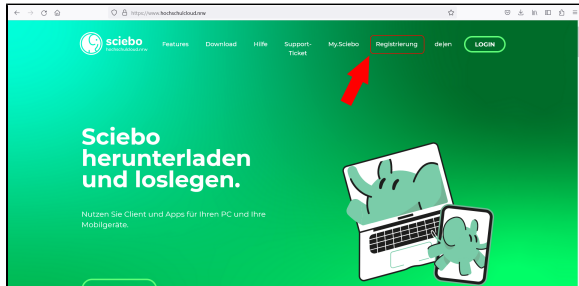 https://www.hochschulcloud.nrw
sciebo
hochschulcloud.nrw
Features
Download
Hilfe
Support-
Ticket
My.Sciebo
Registrierung
de|en
LOGIN
Sciebo
herunterladen
und loslegen.
Nutzen Sie Client und Apps für Ihren PC und Ihre
Mobilgeräte.